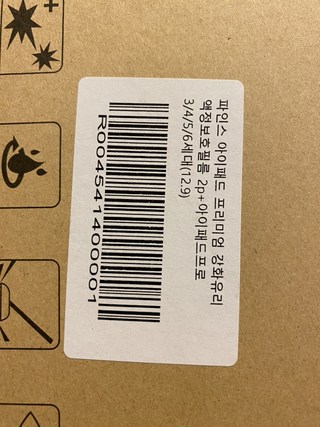 파인스 아이패드 프리미엄 강화유리
액정보호필름 2p+아이패드프로
3/4/5/6세대(12.9)
R004541400001